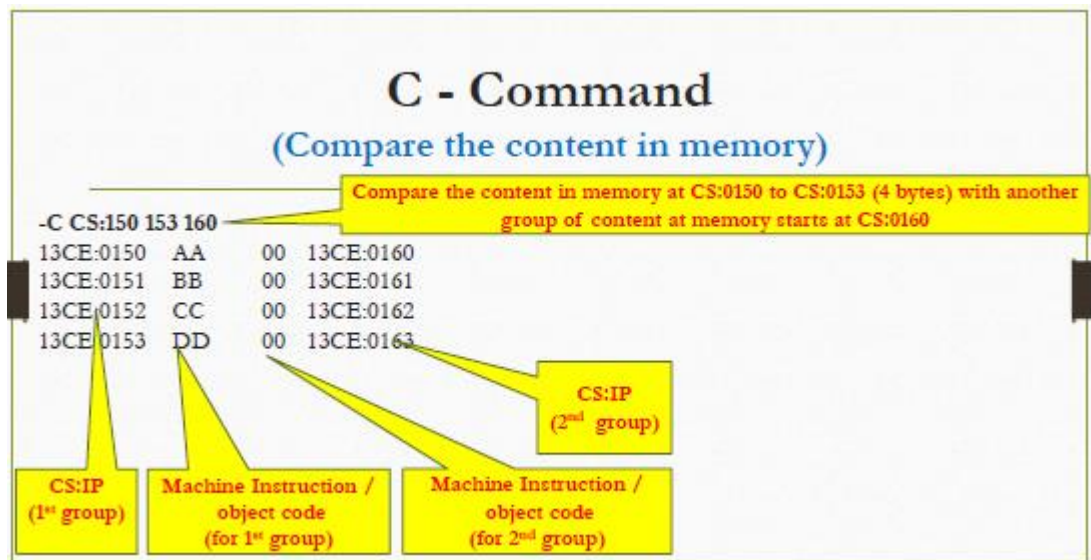 C - Command
(Compare the content in memory)
Compare the content in memory at CS:0150 to CS:0153 (4 bytes) with another
group of content at memory starts at CS:0160
-C CS:150 153 160
13CE:0150 AA 00 13CE:0160
13CE:0151 BB 00 13CE:0161
13CE:0152 CC 00 13CE:0162
13CE:0153 DD 00 13CE:0163
CS:IP
(2nd group)
CS:IP
(1st group)
Machine Instruction /
object code
(for 1st group)
Machine Instruction /
object code
(for 2nd group)